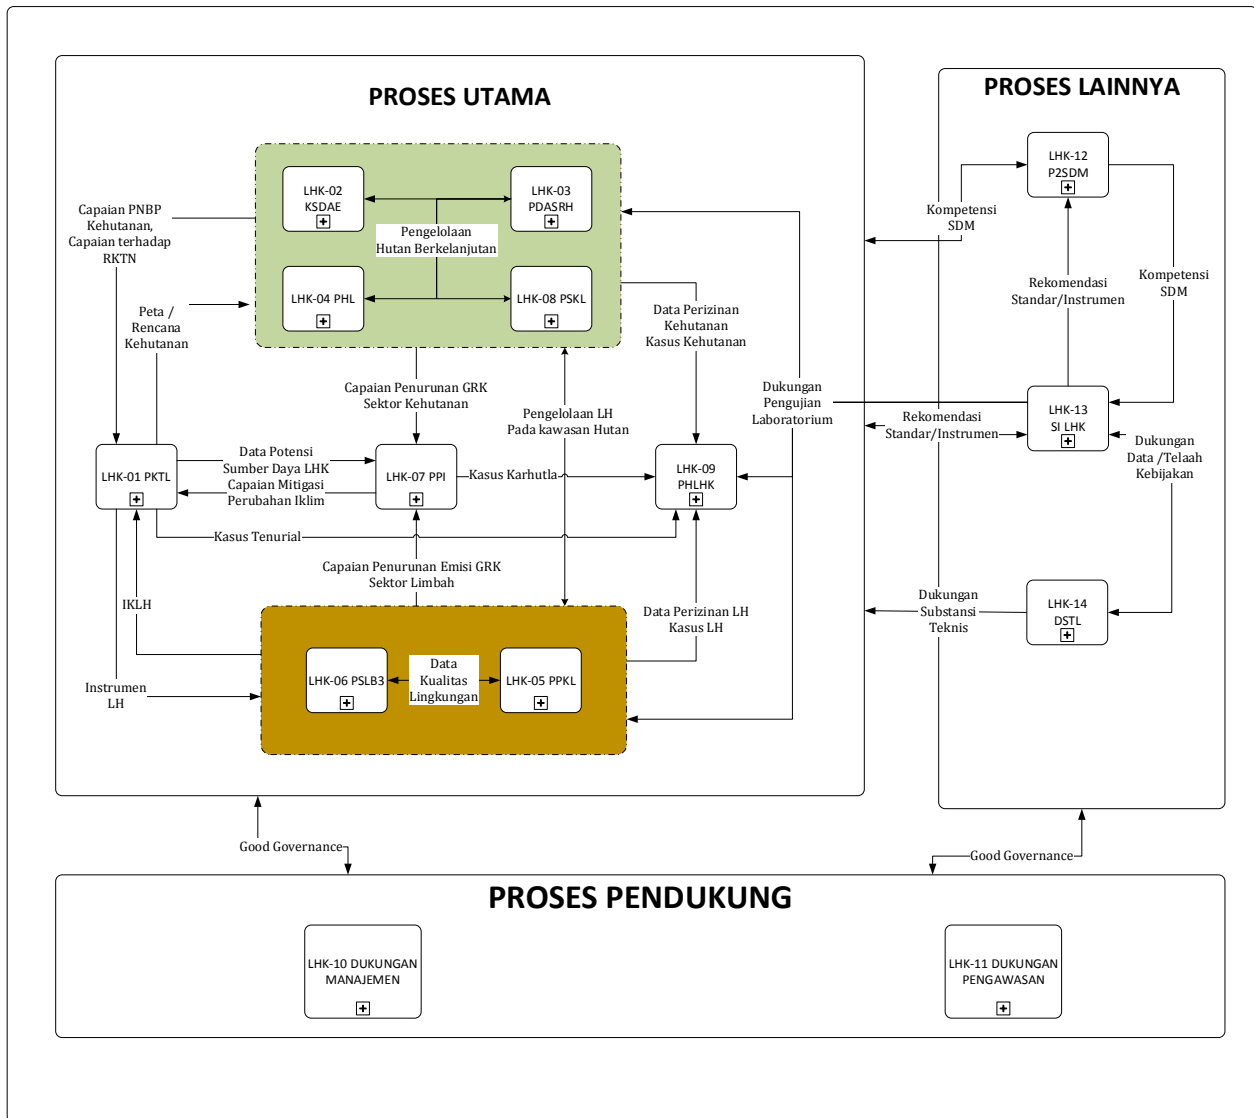 PROSES UTAMA
PROSES LAINNYA
LHK-02
KSDAE
LHK-03
PDASRH
Pengelolaan
Hutan Berkelanjutan
LHK-04 PHL
LHK-08 PSKL
Capaian PNBP
Kehutanan,
Capaian terhadap
RKTN
Peta /
Rencana
Kehutanan
Data Perizinan
Kehutanan
Kasus Kehutanan
Capaian Penurunan GRK
Sektor Kehutanan
Pengelolaan LH
Pada kawasan Hutan
Dukungan
Pengujian
Laboratorium
LHK-01 PKTL
Data Potensi
Sumber Daya LHK
Capaian Mitigasi
Perubahan Iklim
LHK-07 PPI
Kasus Karhutla
LHK-09
PHLHK
Kasus Tenurial
Capaian Penurunan Emisi GRK
Sektor Limbah
IKLH
Instrumen
LH
Data Perizinan LH
Kasus LH
LHK-06 PSLB3
Data
Kualitas
Lingkungan
LHK-05 PPKL
Kompetensi
SDM
LHK-12
P2SDM
Rekomendasi
Standar/Instrumen
Kompetensi
SDM
Rekomendasi
Standar/Instrumen
LHK-13
SI LHK
Dukungan
Data /Telaah
Kebijakan
Dukungan
Substansi
Teknis
LHK-14
DSTL
Good Governance
Good Governance
PROSES PENDUKUNG
LHK-10 DUKUNGAN
MANAJEMEN
LHK-11 DUKUNGAN
PENGAWASAN